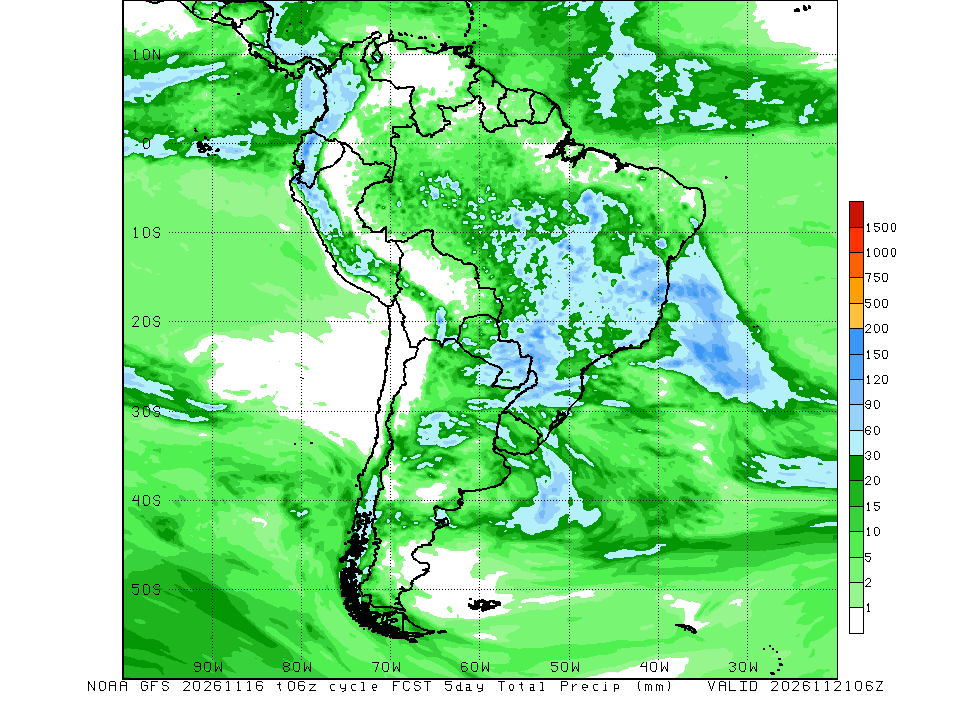 10N
0
10S
20S
30S
40S
50S
90W 80W 70W 60W 50W 40W 30W
1500
1000
750
500
200
150
120
90
60
30
20
15
10
5
2
1
NOAA GFS 20261116 t06z cycle FCST 5day Total Precip (mm) VALID 2026112106Z